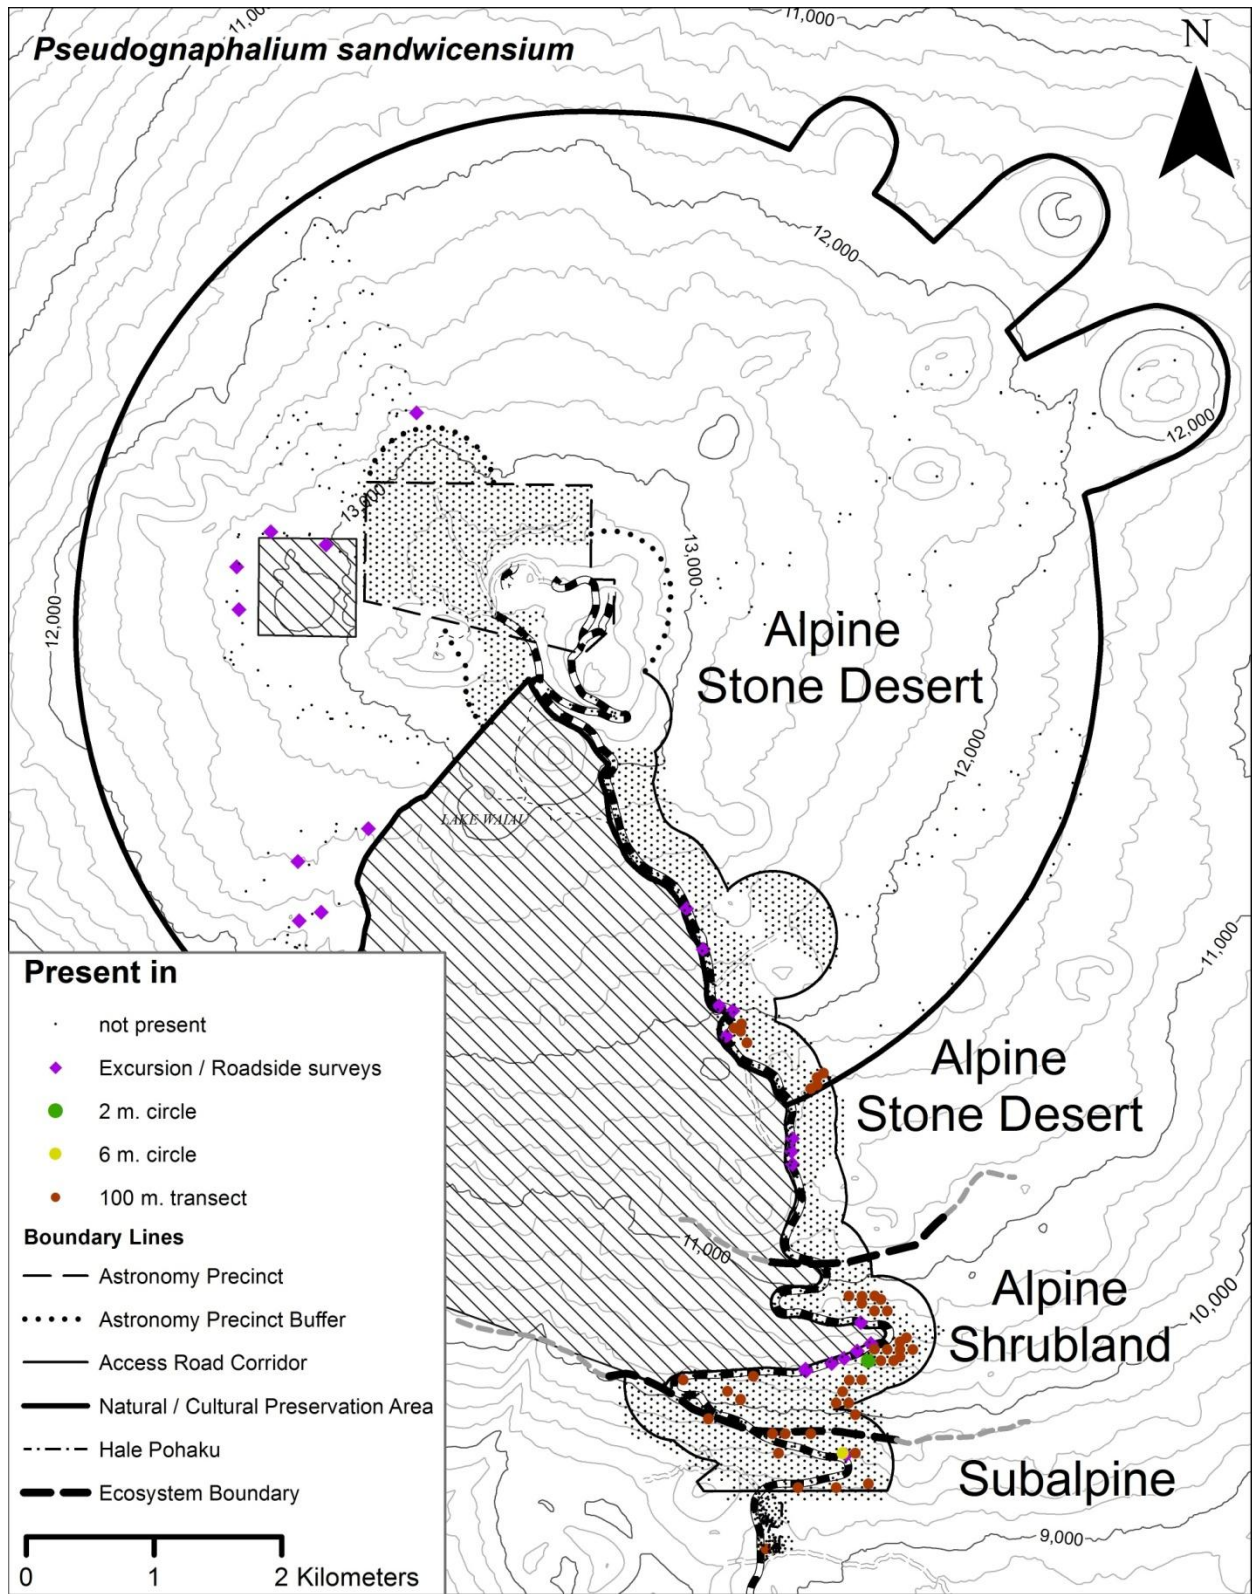 11,000
11,000
Pseudognaphalium sandwicensium
N
12,000
12,000
13,000
13,000
12,000
Alpine
Stone Desert
12,000
LAKE WAIAU
11,000
Present in
not present
Excursion / Roadside surveys
2 m. circle
6 m. circle
100 m. transect
Boundary Lines
Astronomy Precinct
Astronomy Precinct Buffer
Access Road Corridor
Natural / Cultural Preservation Area
Hale Pohaku
Ecosystem Boundary
0 1 2 Kilometers
Alpine
Stone Desert
11,000
Alpine
Shrubland
10,000
Subalpine
9,000